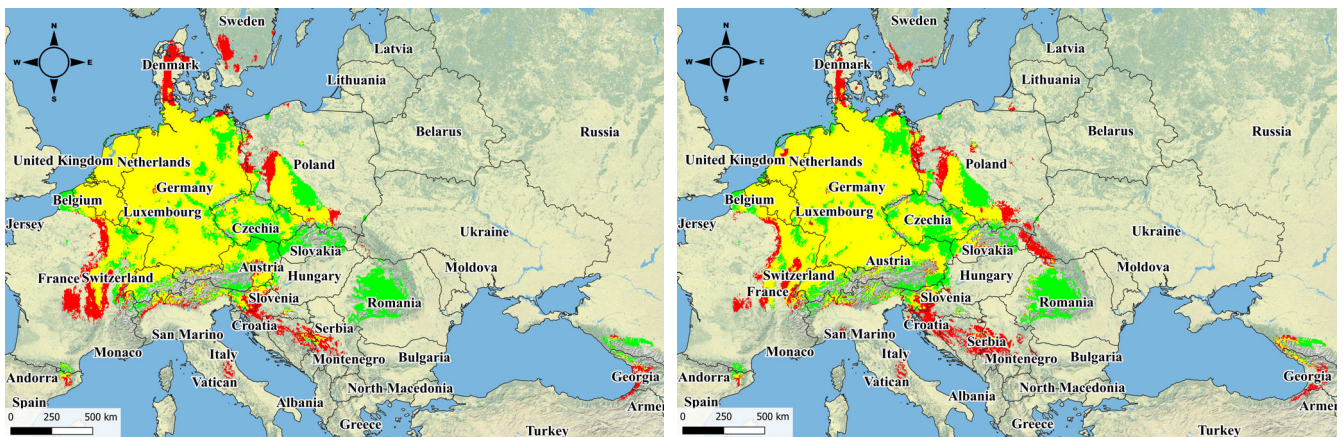 Sweden
N
W E
S
Latvia
Denmark
Lithuania
Belarus
Russia
United Kingdom
Netherlands
Poland
Germany
Belgium
Luxembourg
Jersey
Czechia
Ukraine
Slovakia
Austria
Hungary
Moldova
France
Switzerland
Slovenia
Romania
Croatia
Serbia
San Marino
Monaco
Italy
Montenegro
Bulgaria
Andorra
Vatican
North Macedonia
Georgia
Spain
Albania
Armen
0 250 500 km
Greece
Turkey
Sweden
N
W E
S
Latvia
Denmark
Lithuania
Belarus
Russia
United Kingdom
Netherlands
Poland
Germany
Belgium
Luxembourg
Jersey
Czechia
Ukraine
Slovakia
Austria
Hungary
Moldova
Switzerland
France
Slovenia
Romania
Croatia
Serbia
San Marino
Monaco
Italy
Montenegro
Bulgaria
Andorra
Vatican
North Macedonia
Georgia
Spain
Albania
Armen
0 250 500 km
Greece
Turkey